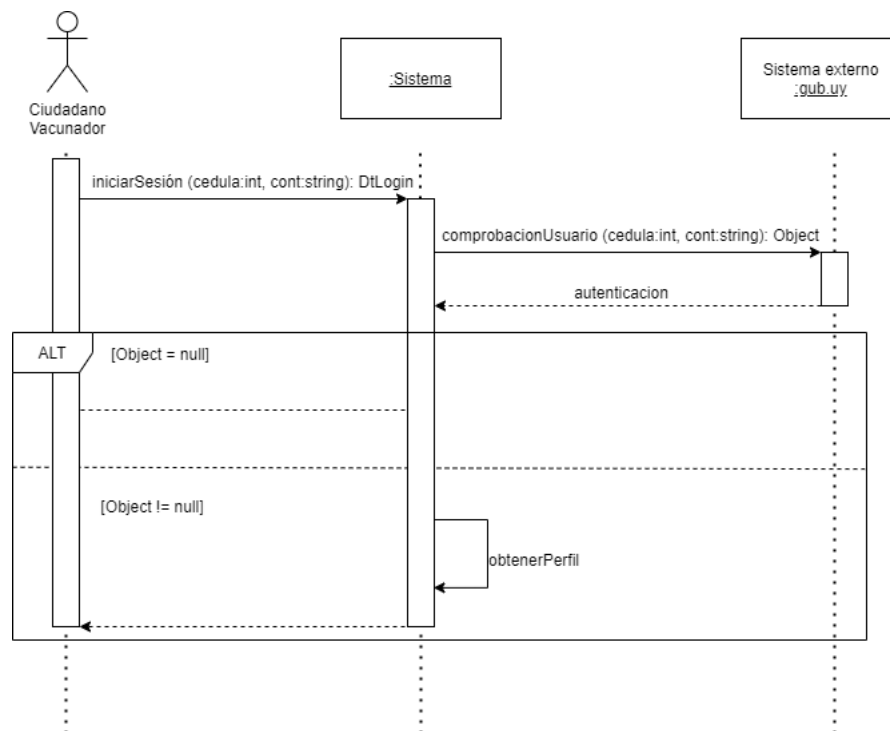 Ciudadano
Vacunador
:Sistema
Sistema externo
:gub.uy
iniciarSesión (cedula:int, cont:string): DtLogin
comprobacionUsuario (cedula:int, cont:string): Object
autenticacion
ALT
[Object = null]
[Object != null]
obtenerPerfil